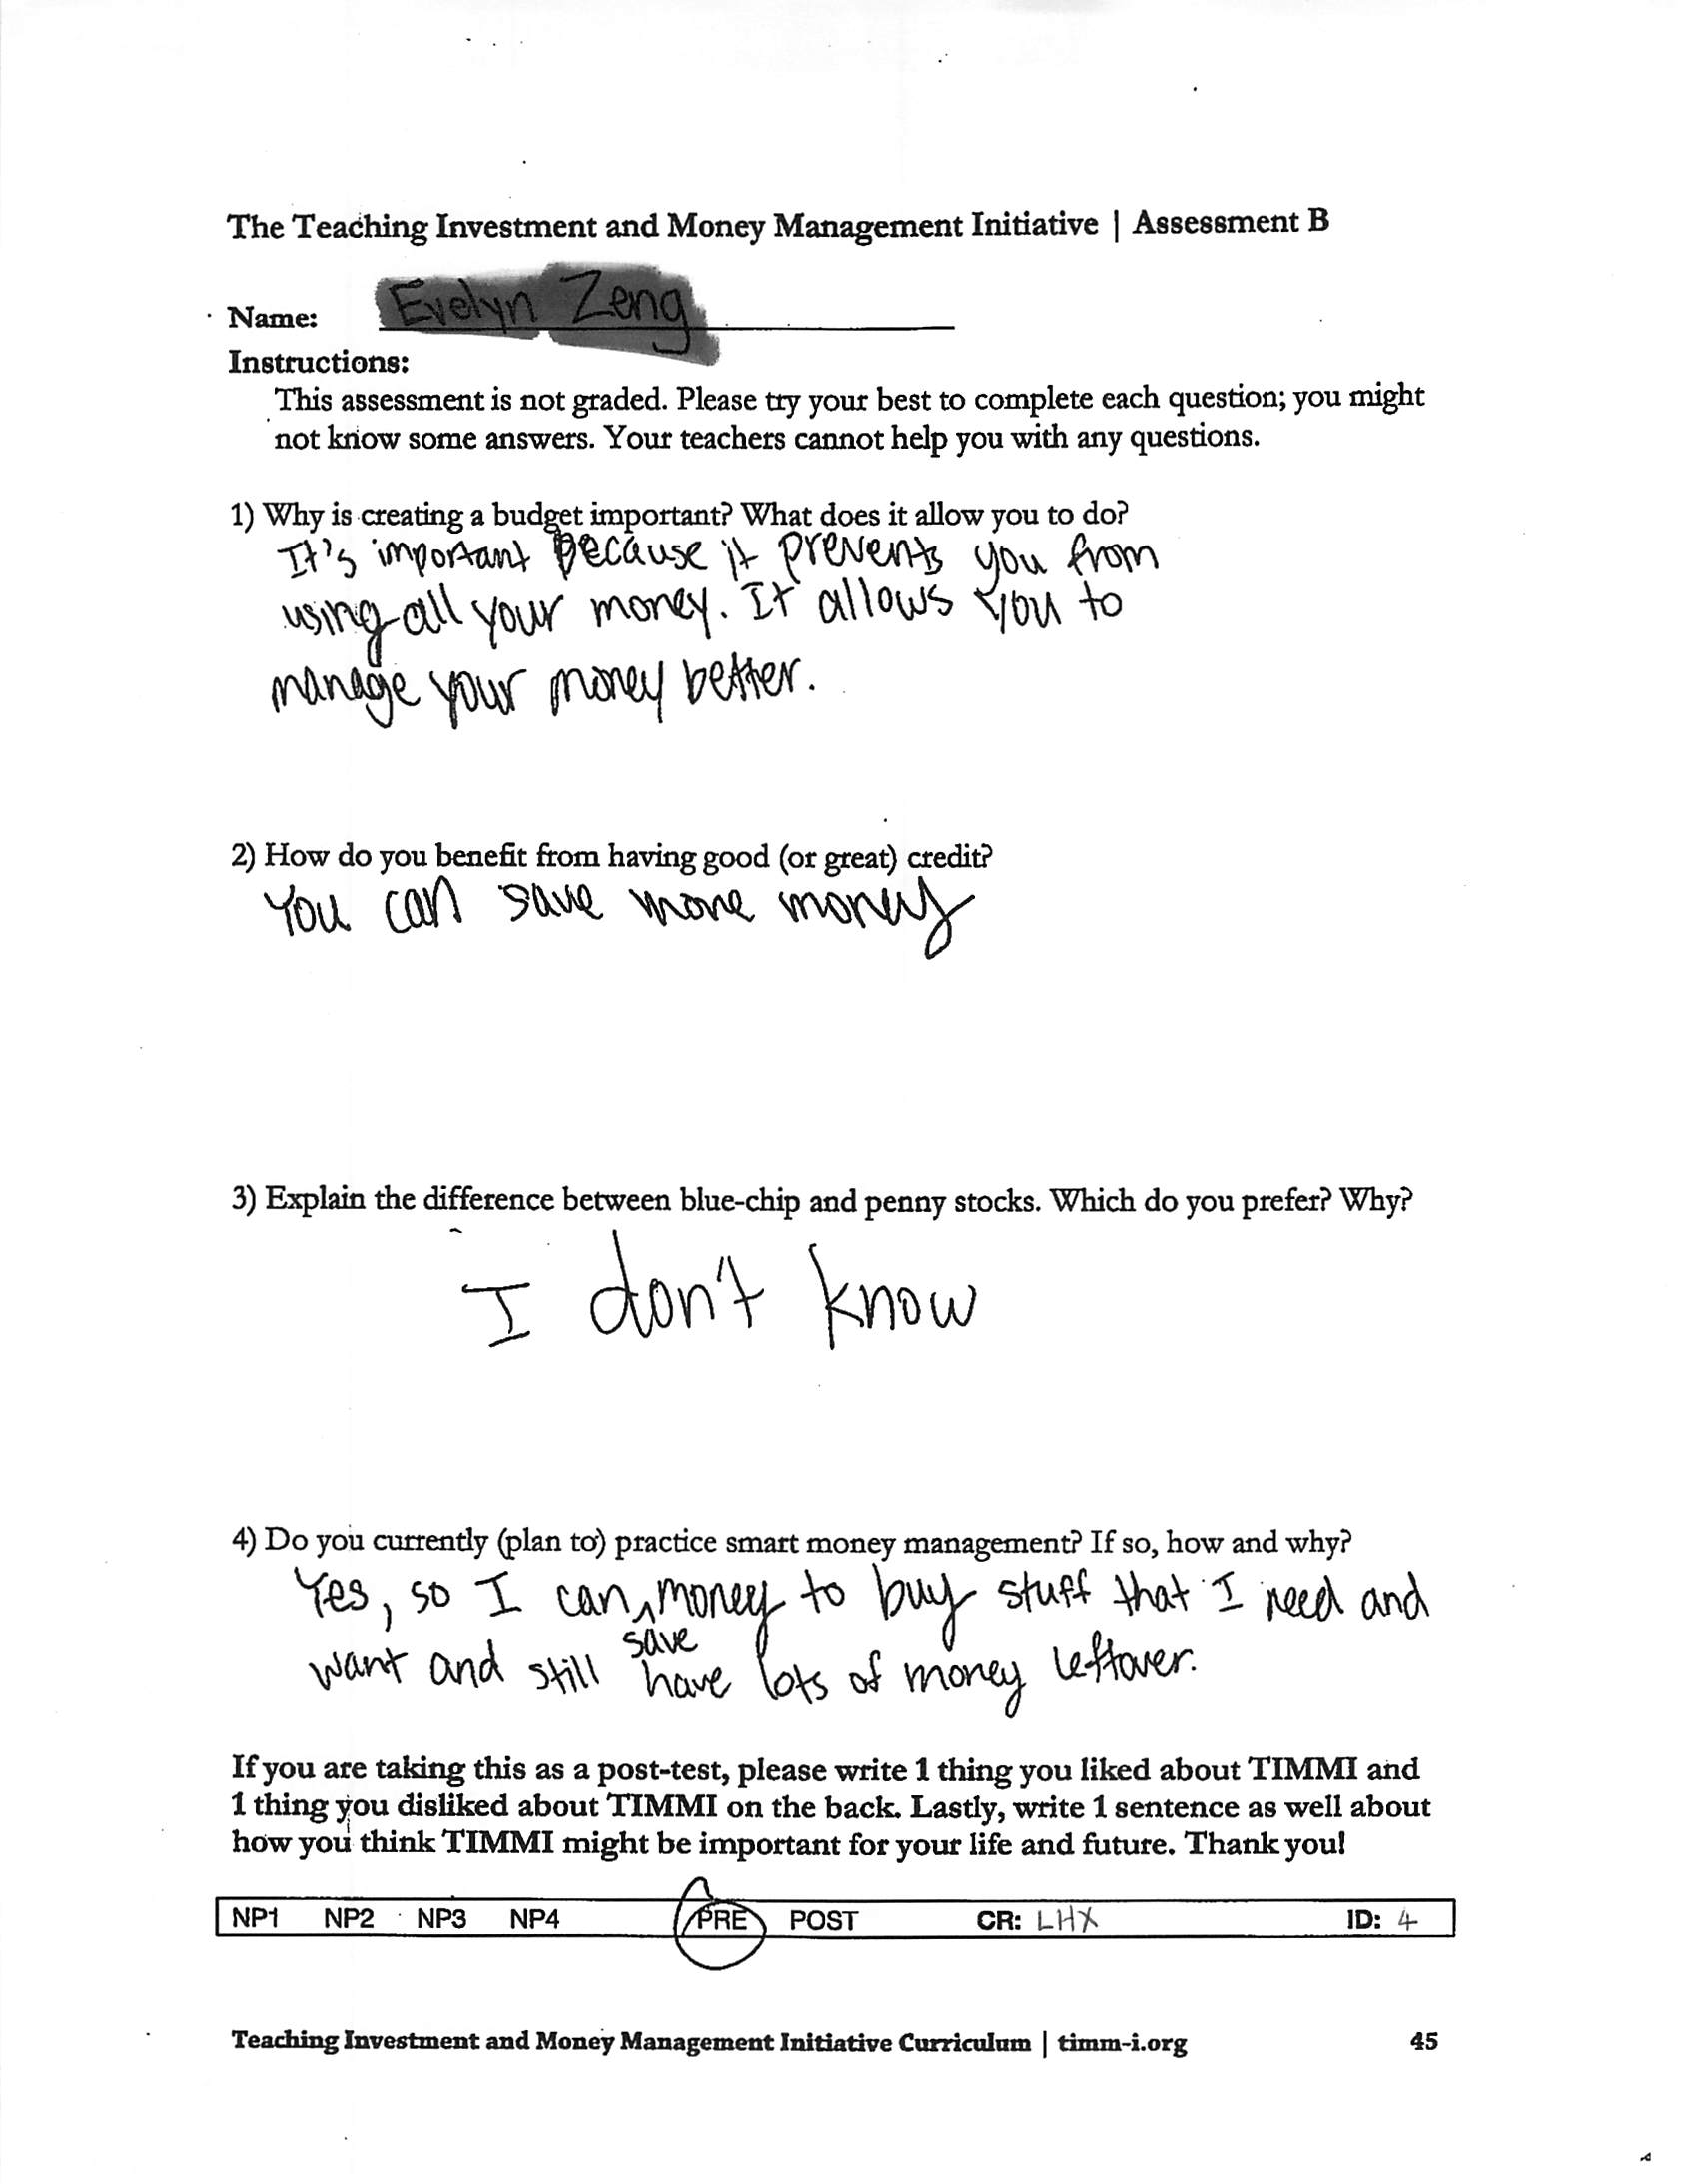 The Teaching Investment and Money Management Initiative | Assessment B
Name: Evelyn Zeng
Instructions:
This assessment is not graded. Please try your best to complete each question; you might
not know some answers. Your teachers cannot help you with any questions.
1) Why is creating a budget important? What does it allow you to do?
It's important because it prevents you from
using all your money. It allows you to
manage your money better.
2) How do you benefit from having good (or great) credit?
You can save more money
3) Explain the difference between blue-chip and penny stocks. Which do you prefer? Why?
I don't know
4) Do you currently (plan to) practice smart money management? If so, how and why?
Yes, so I can ^ money to buy stuff that I need and
save
want and still have lots of money leftover.
If you are taking this as a post-test, please write 1 thing you liked about TIMMI and
1 thing you disliked about TIMMI on the back. Lastly, write 1 sentence as well about
how you think TIMMI might be important for your life and future. Thank you!
NP1 NP2 NP3 NP4 PRE POST CR: LHX ID: 4
Teaching Investment and Money Management Initiative Curriculum | timm-i.org 45